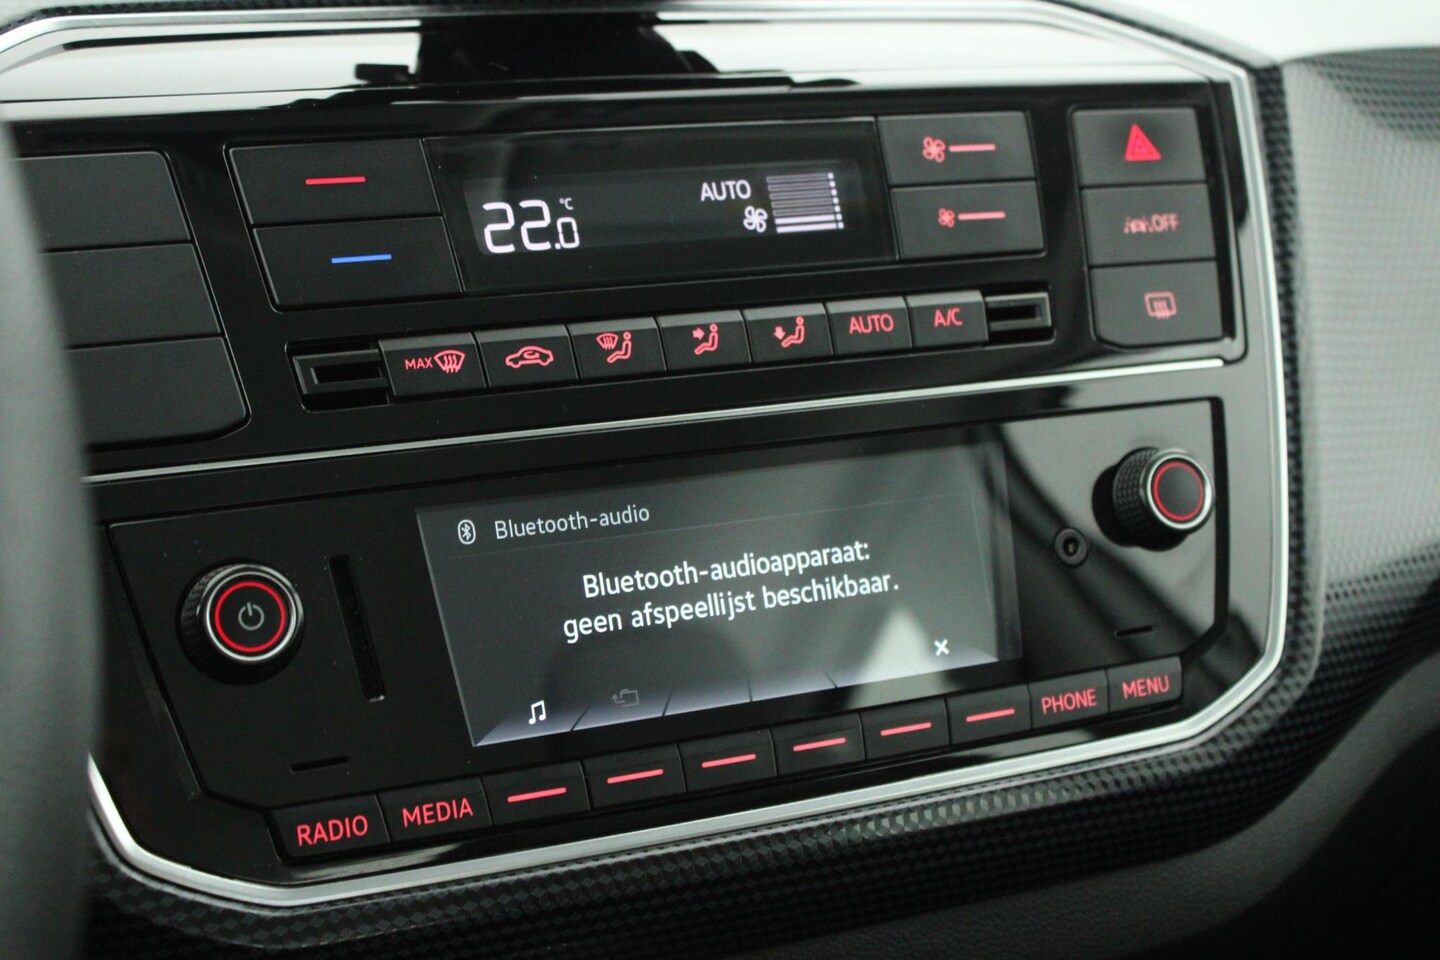 22.0 °C
AUTO
OFF
MAX
AUTO
A/C
Bluetooth-audio
Bluetooth-audioapparaat:
geen afspeellijst beschikbaar.
RADIO
MEDIA
PHONE
MENU